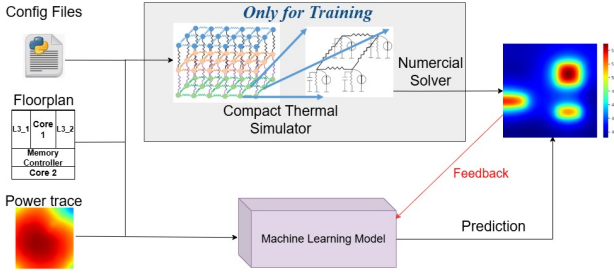 Config Files
Only for Training
Numercial
Solver
Compact Thermal
Simulator
Floorplan
L3_1
Core
1
L3_2
Memory
Controller
Core 2
Feedback
Power trace
Machine Learning Model
Prediction